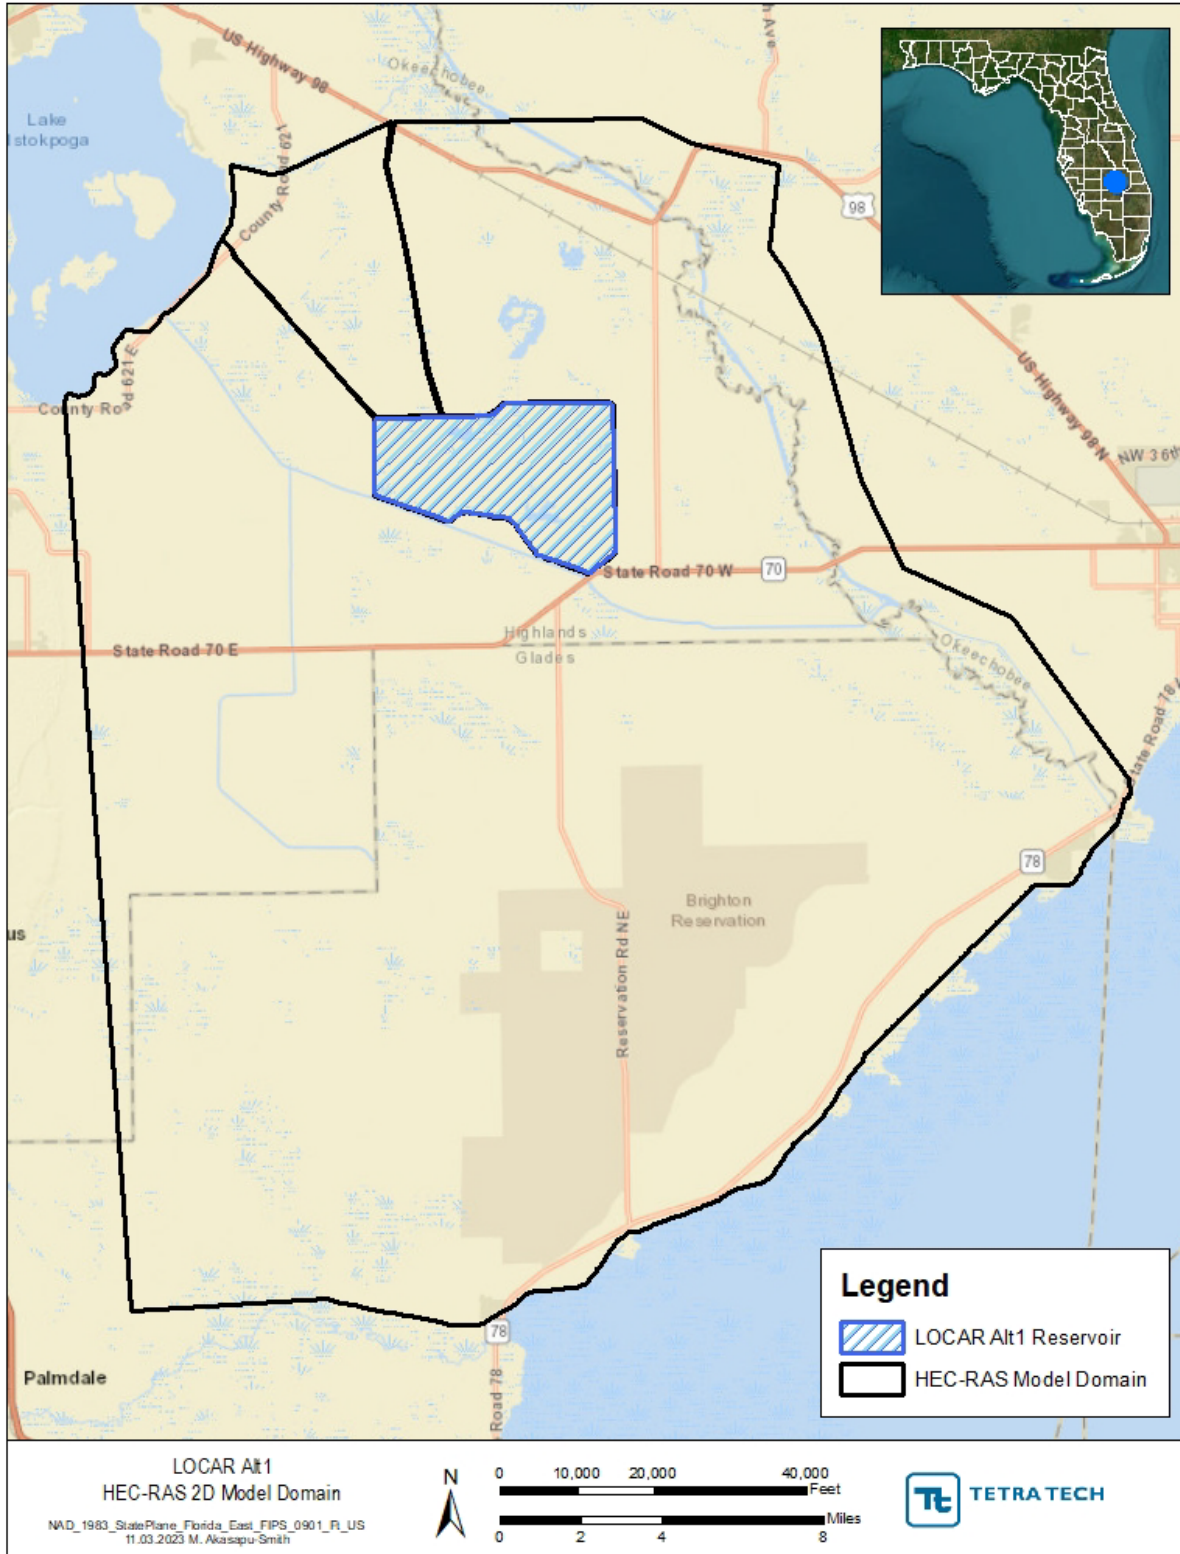 US Highway 98
h Ave
Okeechobee
Lake
Istokpoga
County Road 621
98
US Highway 98 N
NW 36th
County Ro
d 621 E
State Road 70 W
70
Highlands
Glades
State Road 70 E
Okeechobee
State Road 78
78
Brighton
Reservation
us
Reservation Rd NE
78
Road 78
Palmdale
Legend
LOCAR Alt1 Reservoir
HEC-RAS Model Domain
LOCAR Alt1
HEC-RAS 2D Model Domain
NAD_1983_StatePlane_Florida_East_FIPS_0901_Ft_US
11.03.2023 M. Akasapu-Smith
N
0 10,000 20,000 40,000
Feet
Miles
0 2 4 8
Tt TETRA TECH